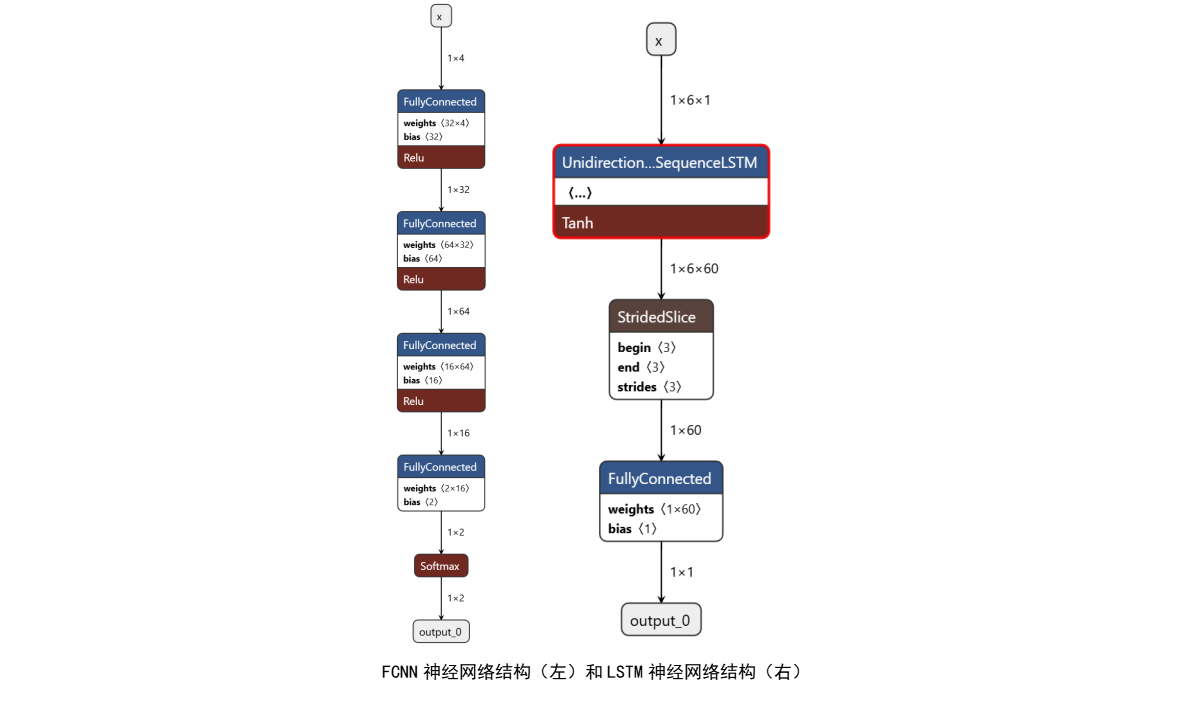 x
1×4
FullyConnected
weights〈32×4〉
bias〈32〉
Relu
1×32
FullyConnected
weights〈64×32〉
bias〈64〉
Relu
1×64
FullyConnected
weights〈16×64〉
bias〈16〉
Relu
1×16
FullyConnected
weights〈2×16〉
bias〈2〉
1×2
Softmax
1×2
output_0
x
1×6×1
Unidirection...SequenceLSTM
〈...〉
Tanh
1×6×60
StridedSlice
begin〈3〉
end〈3〉
strides〈3〉
1×60
FullyConnected
weights〈1×60〉
bias〈1〉
1×1
output_0
FCNN 神经网络结构（左）和 LSTM 神经网络结构（右）